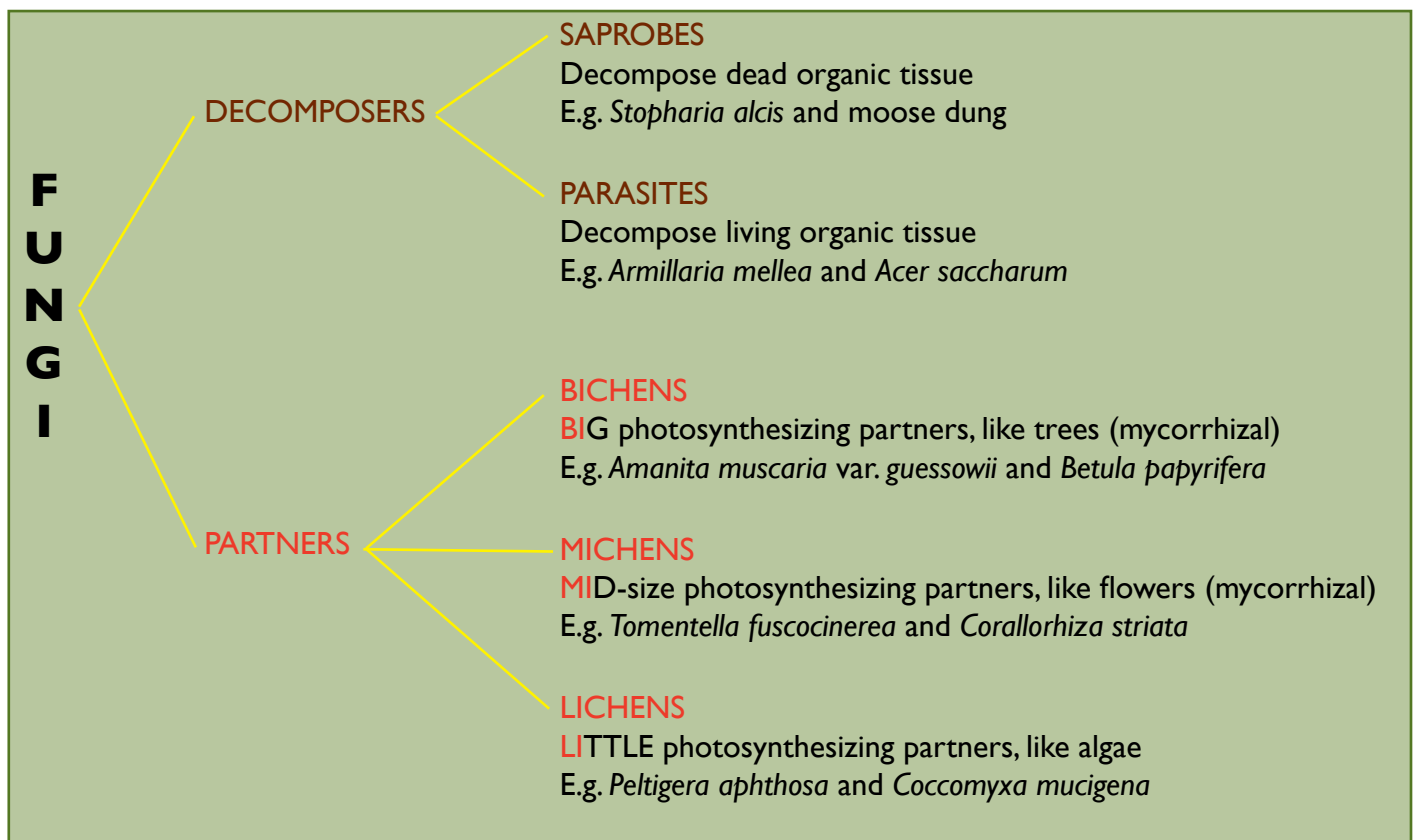 FUNGI
DECOMPOSERS
SAPROBES
Decompose dead organic tissue
E.g. Stopharia alcis and moose dung
PARASITES
Decompose living organic tissue
E.g. Armillaria mellea and Acer saccharum
PARTNERS
BICHENS
BIG photosynthesizing partners, like trees (mycorrhizal)
E.g. Amanita muscaria var. guessowii and Betula papyrifera
MICHENS
MID-size photosynthesizing partners, like flowers (mycorrhizal)
E.g. Tomentella fuscocinerea and Corallorhiza striata
LICHENS
LITTLE photosynthesizing partners, like algae
E.g. Peltigera aphthosa and Coccomyxa mucigena